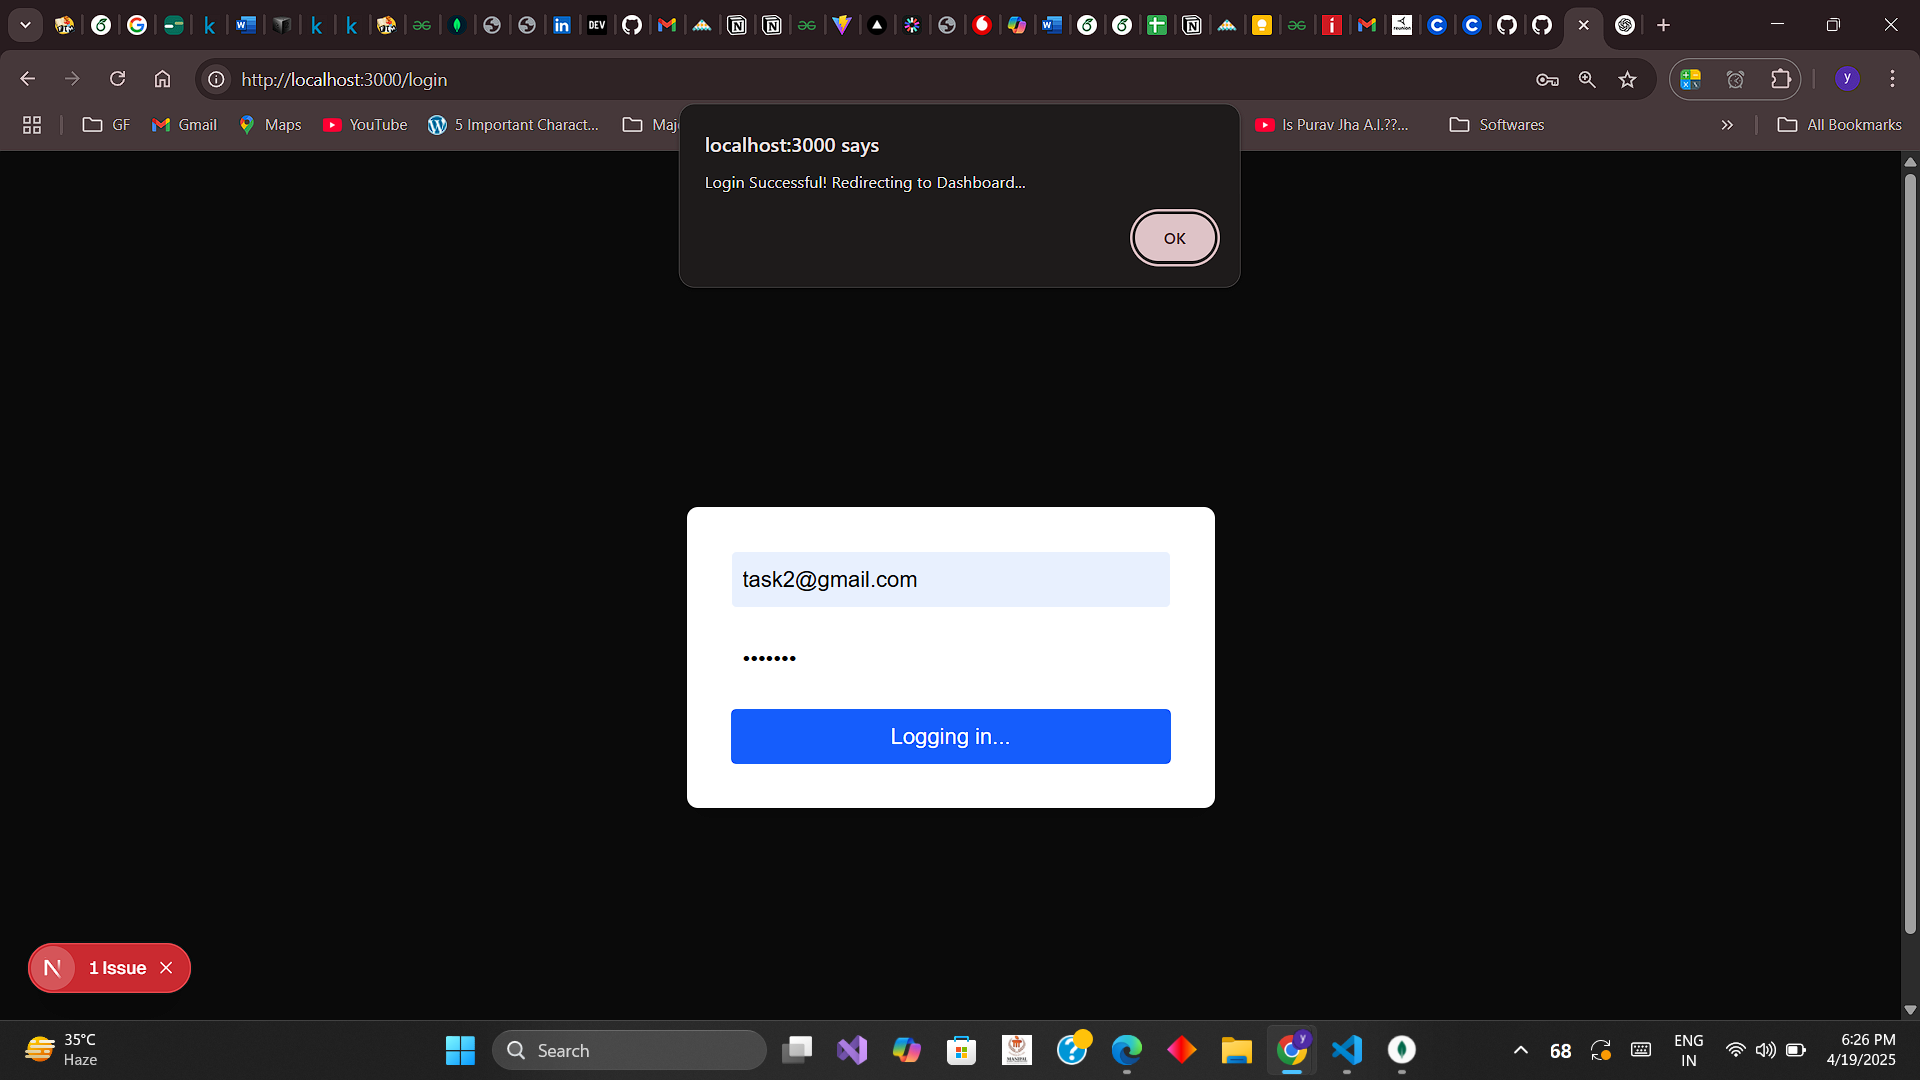 http://localhost:3000/login
y
GF
Gmail
Maps
YouTube
5 Important Charact...
Maj
Is Purav Jha A.I.??...
Softwares
All Bookmarks
localhost:3000 says
Login Successful! Redirecting to Dashboard...
OK
task2@gmail.com
•••••••
Logging in...
N
1 Issue
35°C
Haze
Search
68
ENG
IN
6:26 PM
4/19/2025